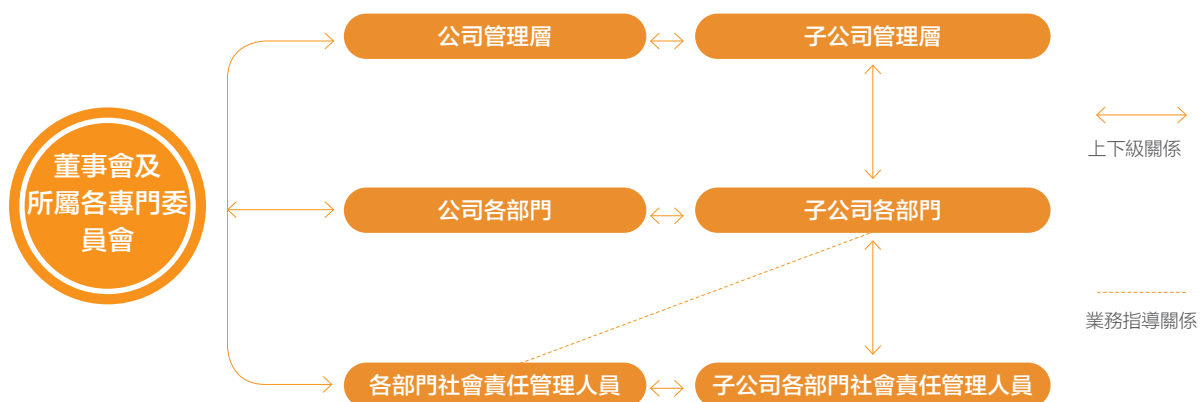 公司管理層
子公司管理層
董事會及
所屬各專門委
員會
上下級關係
公司各部門
子公司各部門
業務指導關係
各部門社會責任管理人員
子公司各部門社會責任管理人員